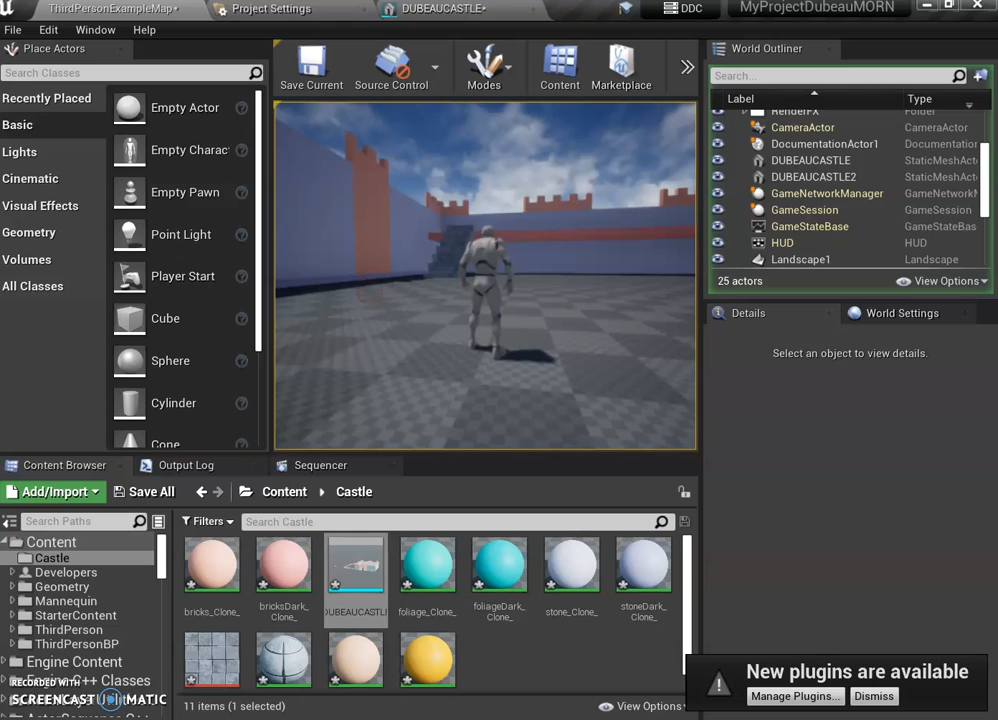 ThirdPersonExampleMap*
Project Settings
DUBEAUCASTLE*
DDC
MyProjectDubeauMORN
File Edit Window Help
Place Actors
Search Classes
Recently Placed
Basic
Lights
Cinematic
Visual Effects
Geometry
Volumes
All Classes
Empty Actor
Empty Charac
Empty Pawn
Point Light
Player Start
Cube
Sphere
Cylinder
Cone
Save Current
Source Control
Modes
Content
Marketplace
World Outliner
Search...
Label Type
RenderFX Folder
CameraActor CameraActor
DocumentationActor1 Documentation
DUBEAUCASTLE StaticMeshAct
DUBEAUCASTLE2 StaticMeshAct
GameNetworkManager GameNetworkM
GameSession GameSession
GameStateBase GameStateBas
HUD HUD
Landscape1 Landscape
25 actors
View Options
Details
World Settings
Select an object to view details.
Content Browser
Output Log
Sequencer
Add/Import
Save All
Content
Castle
Search Paths
Filters
Search Castle
Content
Castle
Developers
Geometry
Mannequin
StarterContent
ThirdPerson
ThirdPersonBP
Engine Content
Engine C++ Classes
bricks_Clone_
bricksDark_
Clone_
DUBEAUCASTL
foliage_Clone_
foliageDark_
Clone_
stone_Clone_
stoneDark_
Clone_
11 items (1 selected)
View Options
RECORDED WITH
SCREENCAST-O-MATIC
New plugins are available
Manage Plugins...
Dismiss